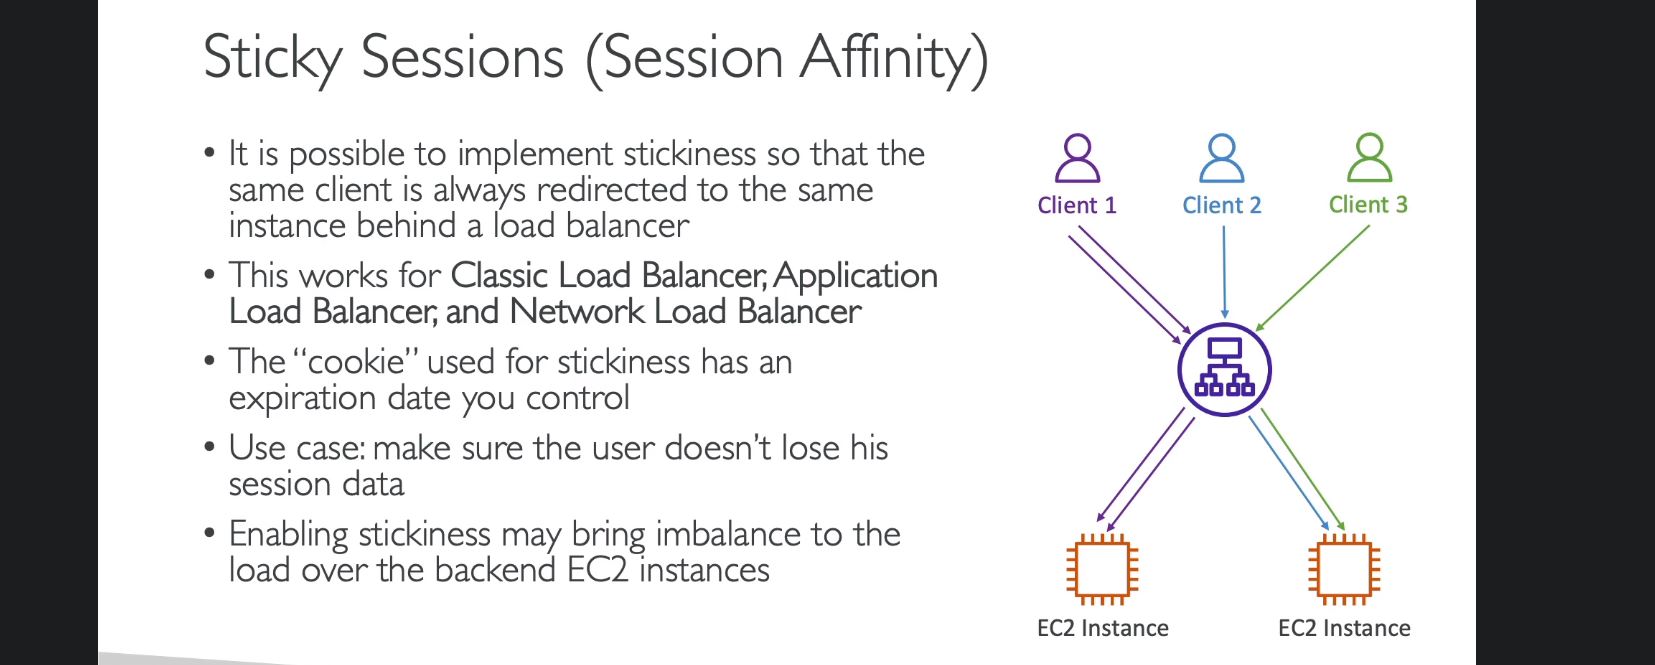 Sticky Sessions (Session Affinity)
• It is possible to implement stickiness so that the
same client is always redirected to the same
instance behind a load balancer
• This works for Classic Load Balancer, Application
Load Balancer, and Network Load Balancer
• The “cookie” used for stickiness has an
expiration date you control
• Use case: make sure the user doesn’t lose his
session data
• Enabling stickiness may bring imbalance to the
load over the backend EC2 instances
Client 1
Client 2
Client 3
EC2 Instance
EC2 Instance